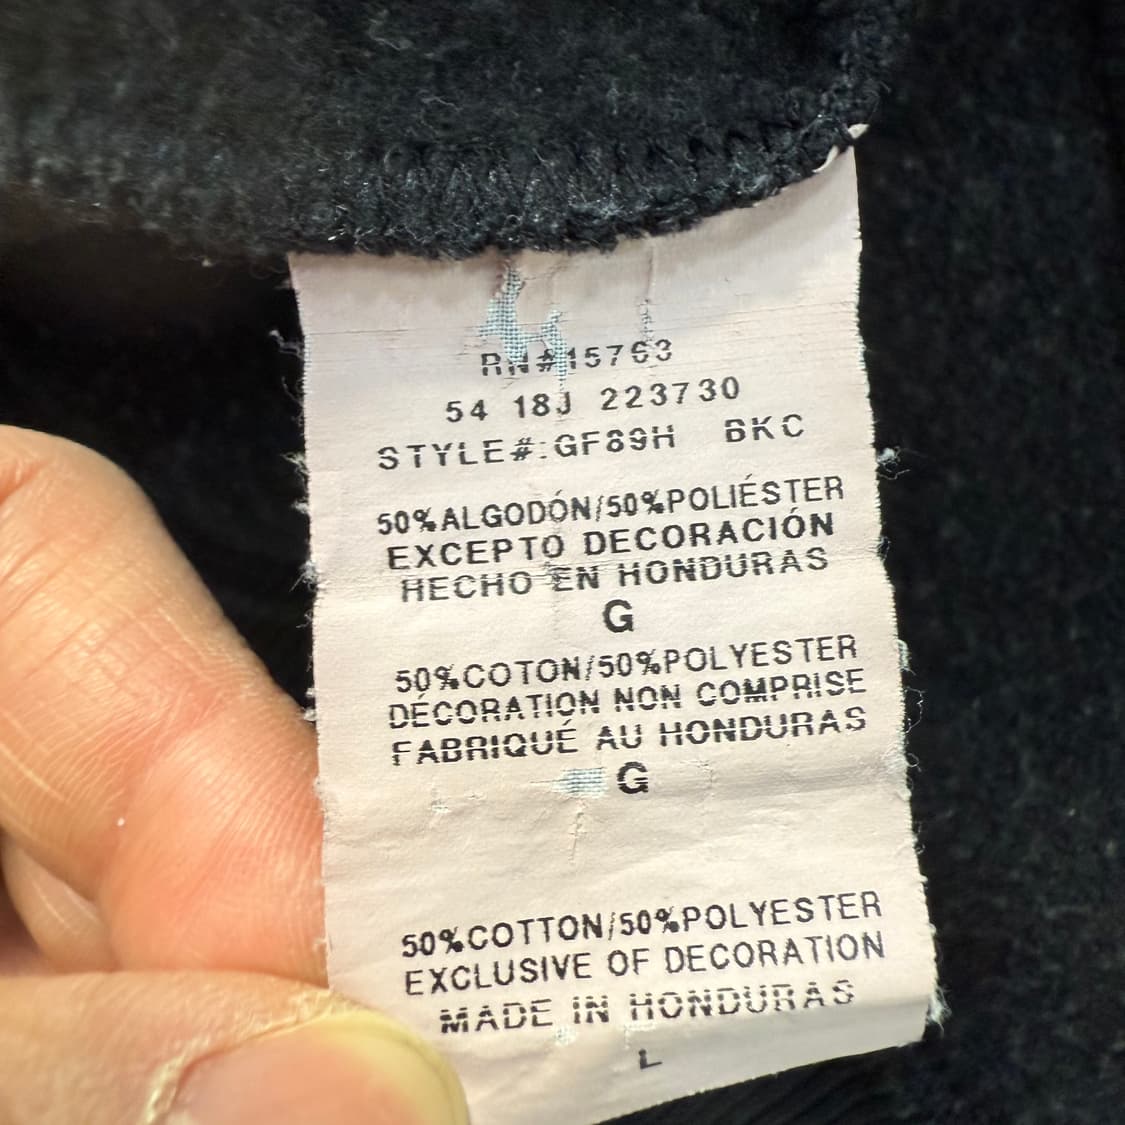 RN#15763
54 18J 223730
STYLE#:GF89H BKC
50%ALGODÓN/50%POLIÉSTER
EXCEPTO DECORACIÓN
HECHO EN HONDURAS
G
50%COTON/50%POLYESTER
DÉCORATION NON COMPRISE
FABRIQUÉ AU HONDURAS
G
50%COTTON/50%POLYESTER
EXCLUSIVE OF DECORATION
MADE IN HONDURAS
L